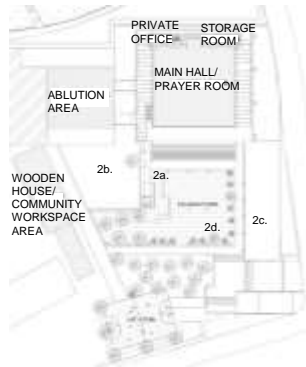 PRIVATE
OFFICE
STORAGE
ROOM
MAIN HALL/
PRAYER ROOM
ABLUTION
AREA
2b.
2a.
WOODEN
HOUSE/
COMMUNITY
WORKSPACE
AREA
2c.
2d.